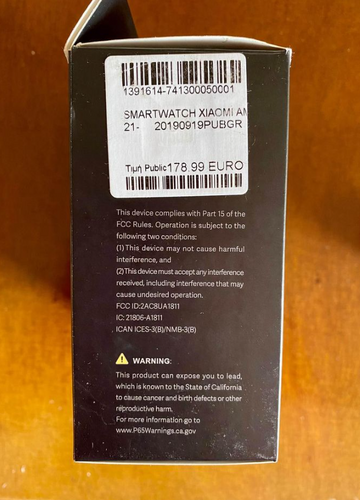 1391614-741300050001
SMARTWATCH XIAOMI AM
21- 20190919PUBGR
Τιμή Public 178.99 EURO
This device complies with Part 15 of the
FCC Rules. Operation is subject to the
following two conditions:
(1) This device may not cause harmful
interference, and
(2) This device must accept any interference
received, including interference that may
cause undesired operation.
FCC ID:2AC8UA1811
IC: 21806-A1811
ICAN ICES-3(B)/NMB-3(B)
WARNING:
This product can expose you to lead,
which is known to the State of California
to cause cancer and birth defects or other
reproductive harm.
For more information go to
www.P65Warnings.ca.gov